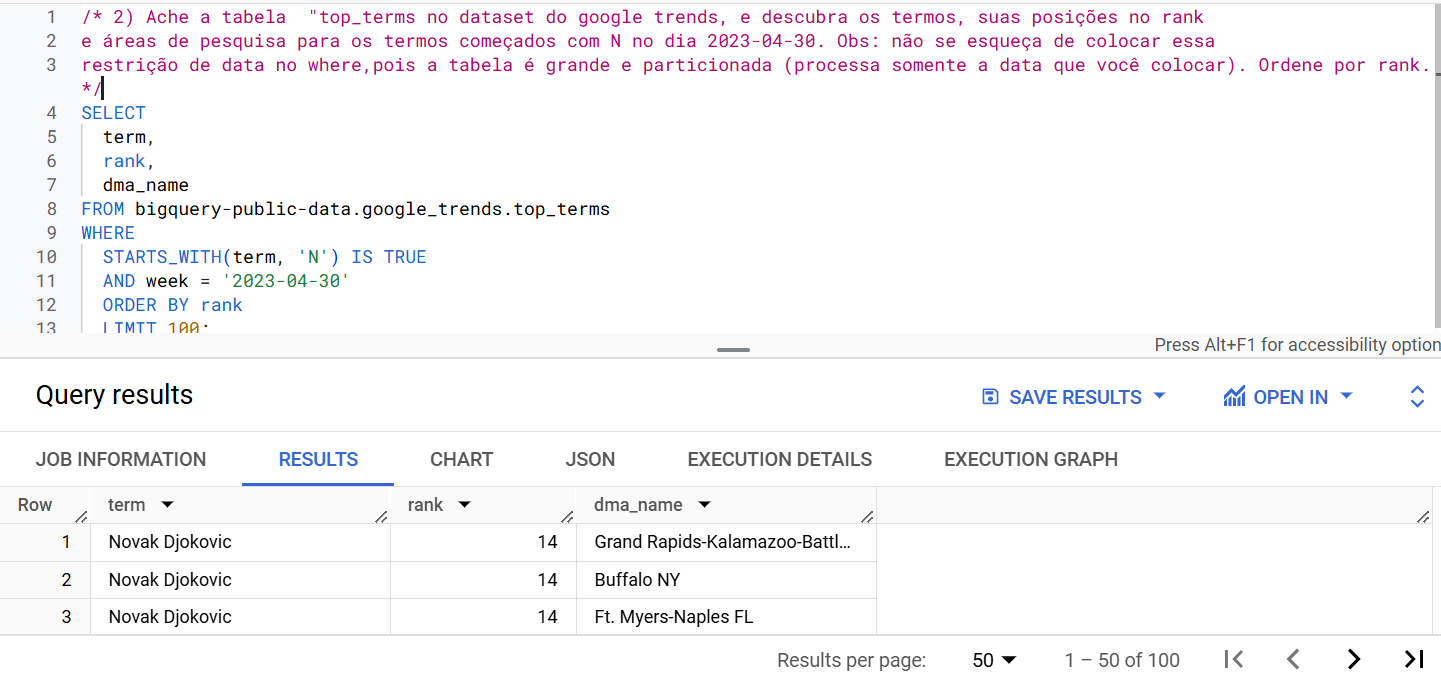 1 /* 2) Ache a tabela  "top_terms no dataset do google trends, e descubra os termos, suas posições no rank
2 e áreas de pesquisa para os termos começados com N no dia 2023-04-30. Obs: não se esqueça de colocar essa
3 restrição de data no where,pois a tabela é grande e particionada (processa somente a data que você colocar). Ordene por rank.
*/
4 SELECT
5 term,
6 rank,
7 dma_name
8 FROM bigquery-public-data.google_trends.top_terms
9 WHERE
10 STARTS_WITH(term, 'N') IS TRUE
11 AND week = '2023-04-30'
12 ORDER BY rank
13 LIMIT 100;
Press Alt+F1 for accessibility option
Query results SAVE RESULTS OPEN IN
JOB INFORMATION RESULTS CHART JSON EXECUTION DETAILS EXECUTION GRAPH
Row term rank dma_name
1 Novak Djokovic 14 Grand Rapids-Kalamazoo-Battl...
2 Novak Djokovic 14 Buffalo NY
3 Novak Djokovic 14 Ft. Myers-Naples FL
Results per page: 50 1 – 50 of 100